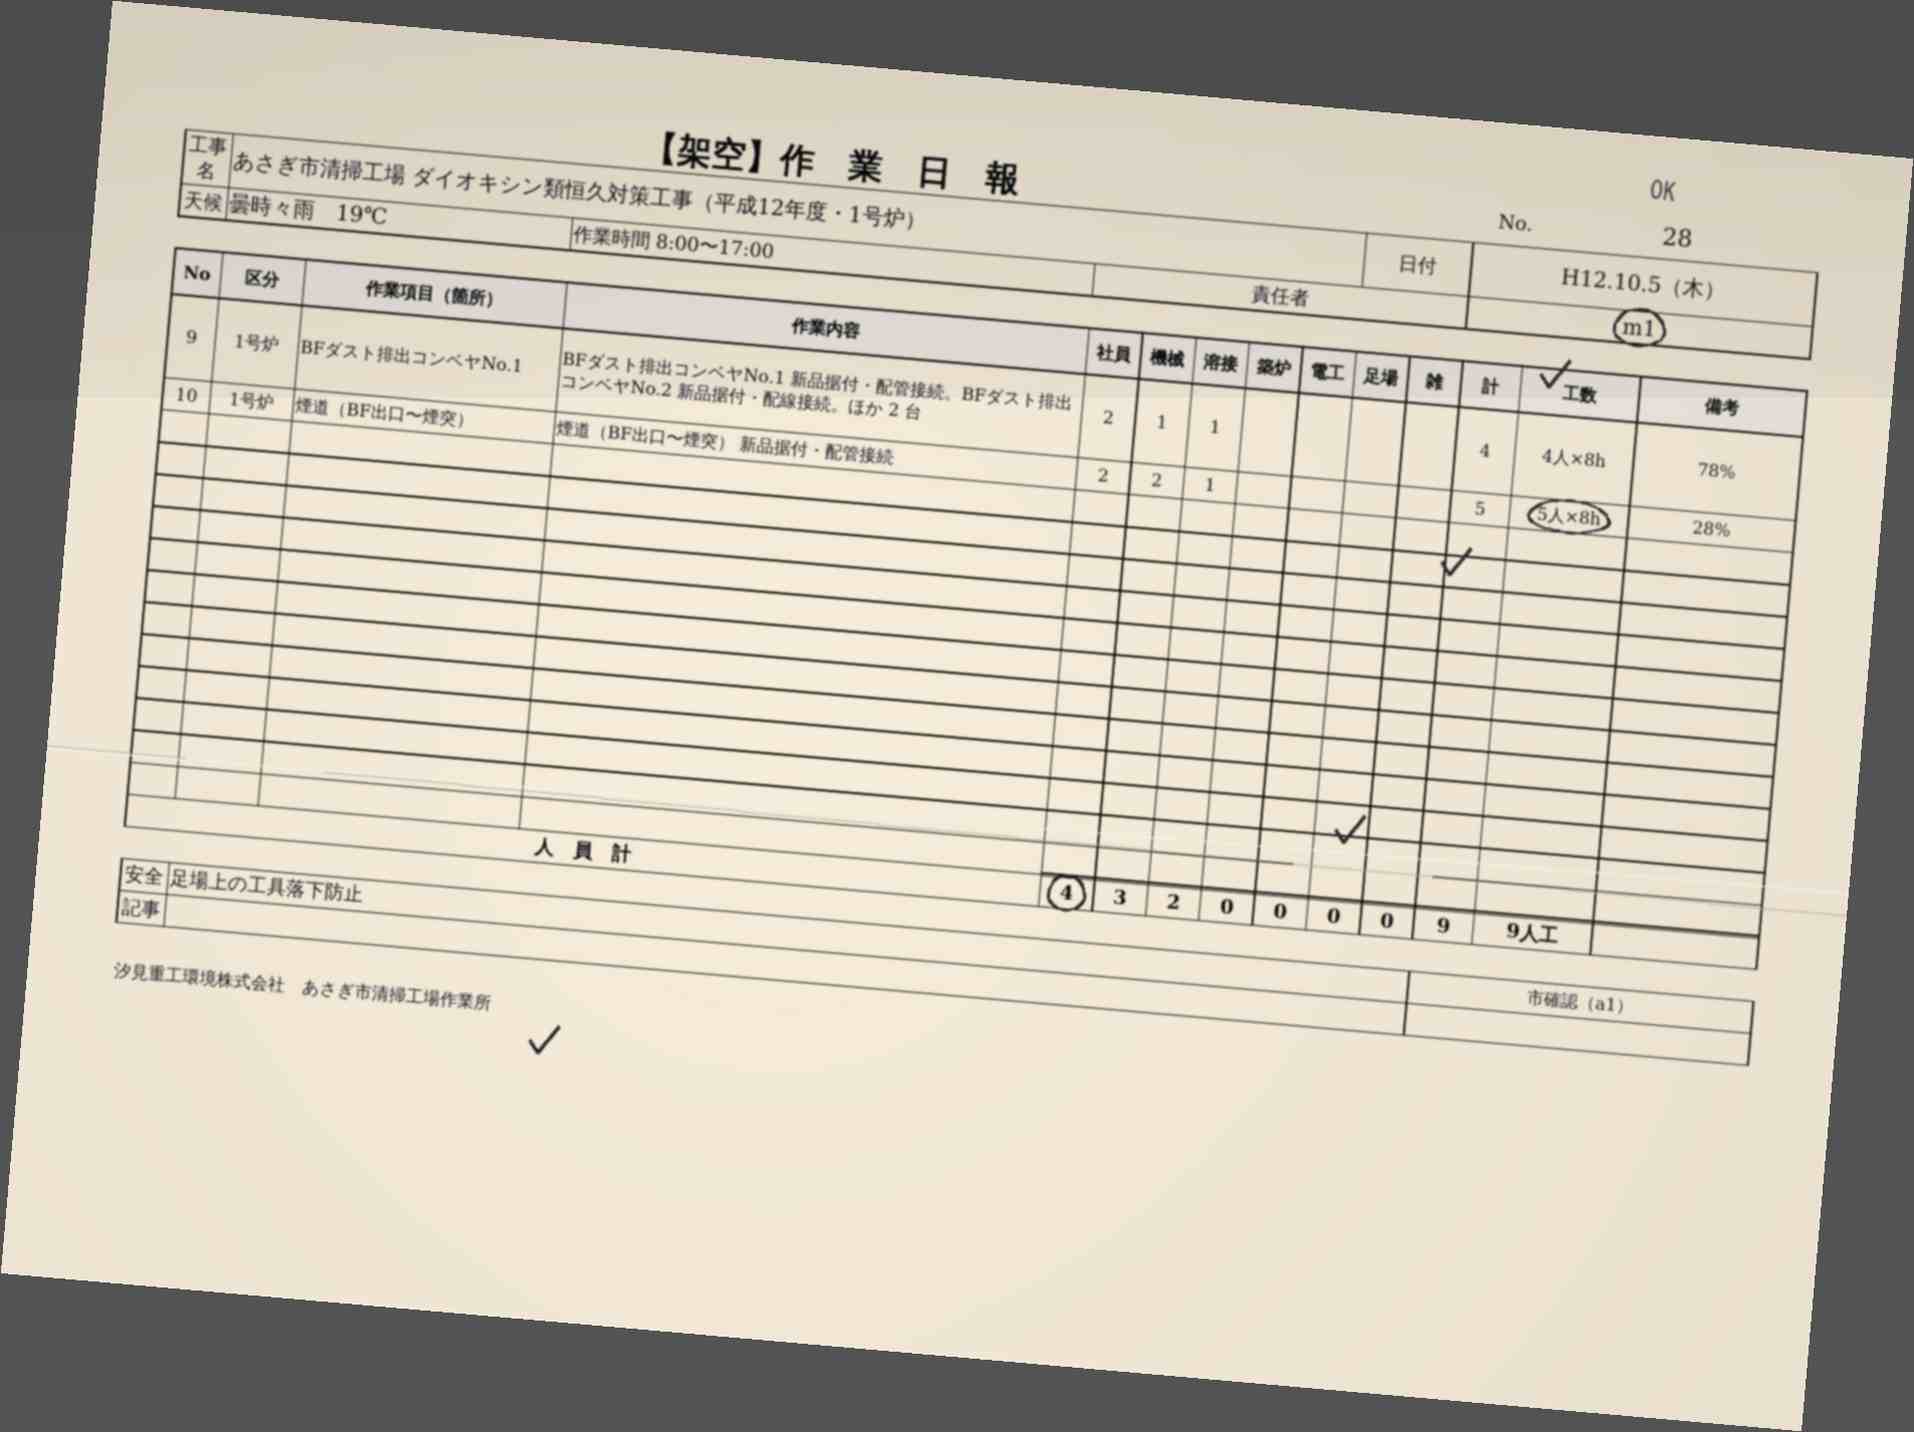 【架空】作 業 日 報
OK
No. 28
工事名 あさぎ市清掃工場 ダイオキシン類恒久対策工事（平成12年度・1号炉） 日付 H12.10.5（木）
天候 曇時々雨 19℃ 作業時間 8:00〜17:00 責任者 m1
No 区分 作業項目（箇所） 作業内容 社員 機械 溶接 築炉 電工 足場 雑 計 工数 備考
9 1号炉 BFダスト排出コンベヤNo.1 BFダスト排出コンベヤNo.1 新品据付・配管接続。BFダスト排出
コンベヤNo.2 新品据付・配線接続。ほか 2 台 2 1 1 4 4人×8h 78%
10 1号炉 煙道（BF出口〜煙突） 煙道（BF出口〜煙突） 新品据付・配管接続 2 2 1 5 5人×8h 28%
人 員 計 4 3 2 0 0 0 0 9 9人工
安全 足場上の工具落下防止 市確認（a1）
記事
汐見重工環境株式会社 あさぎ市清掃工場作業所